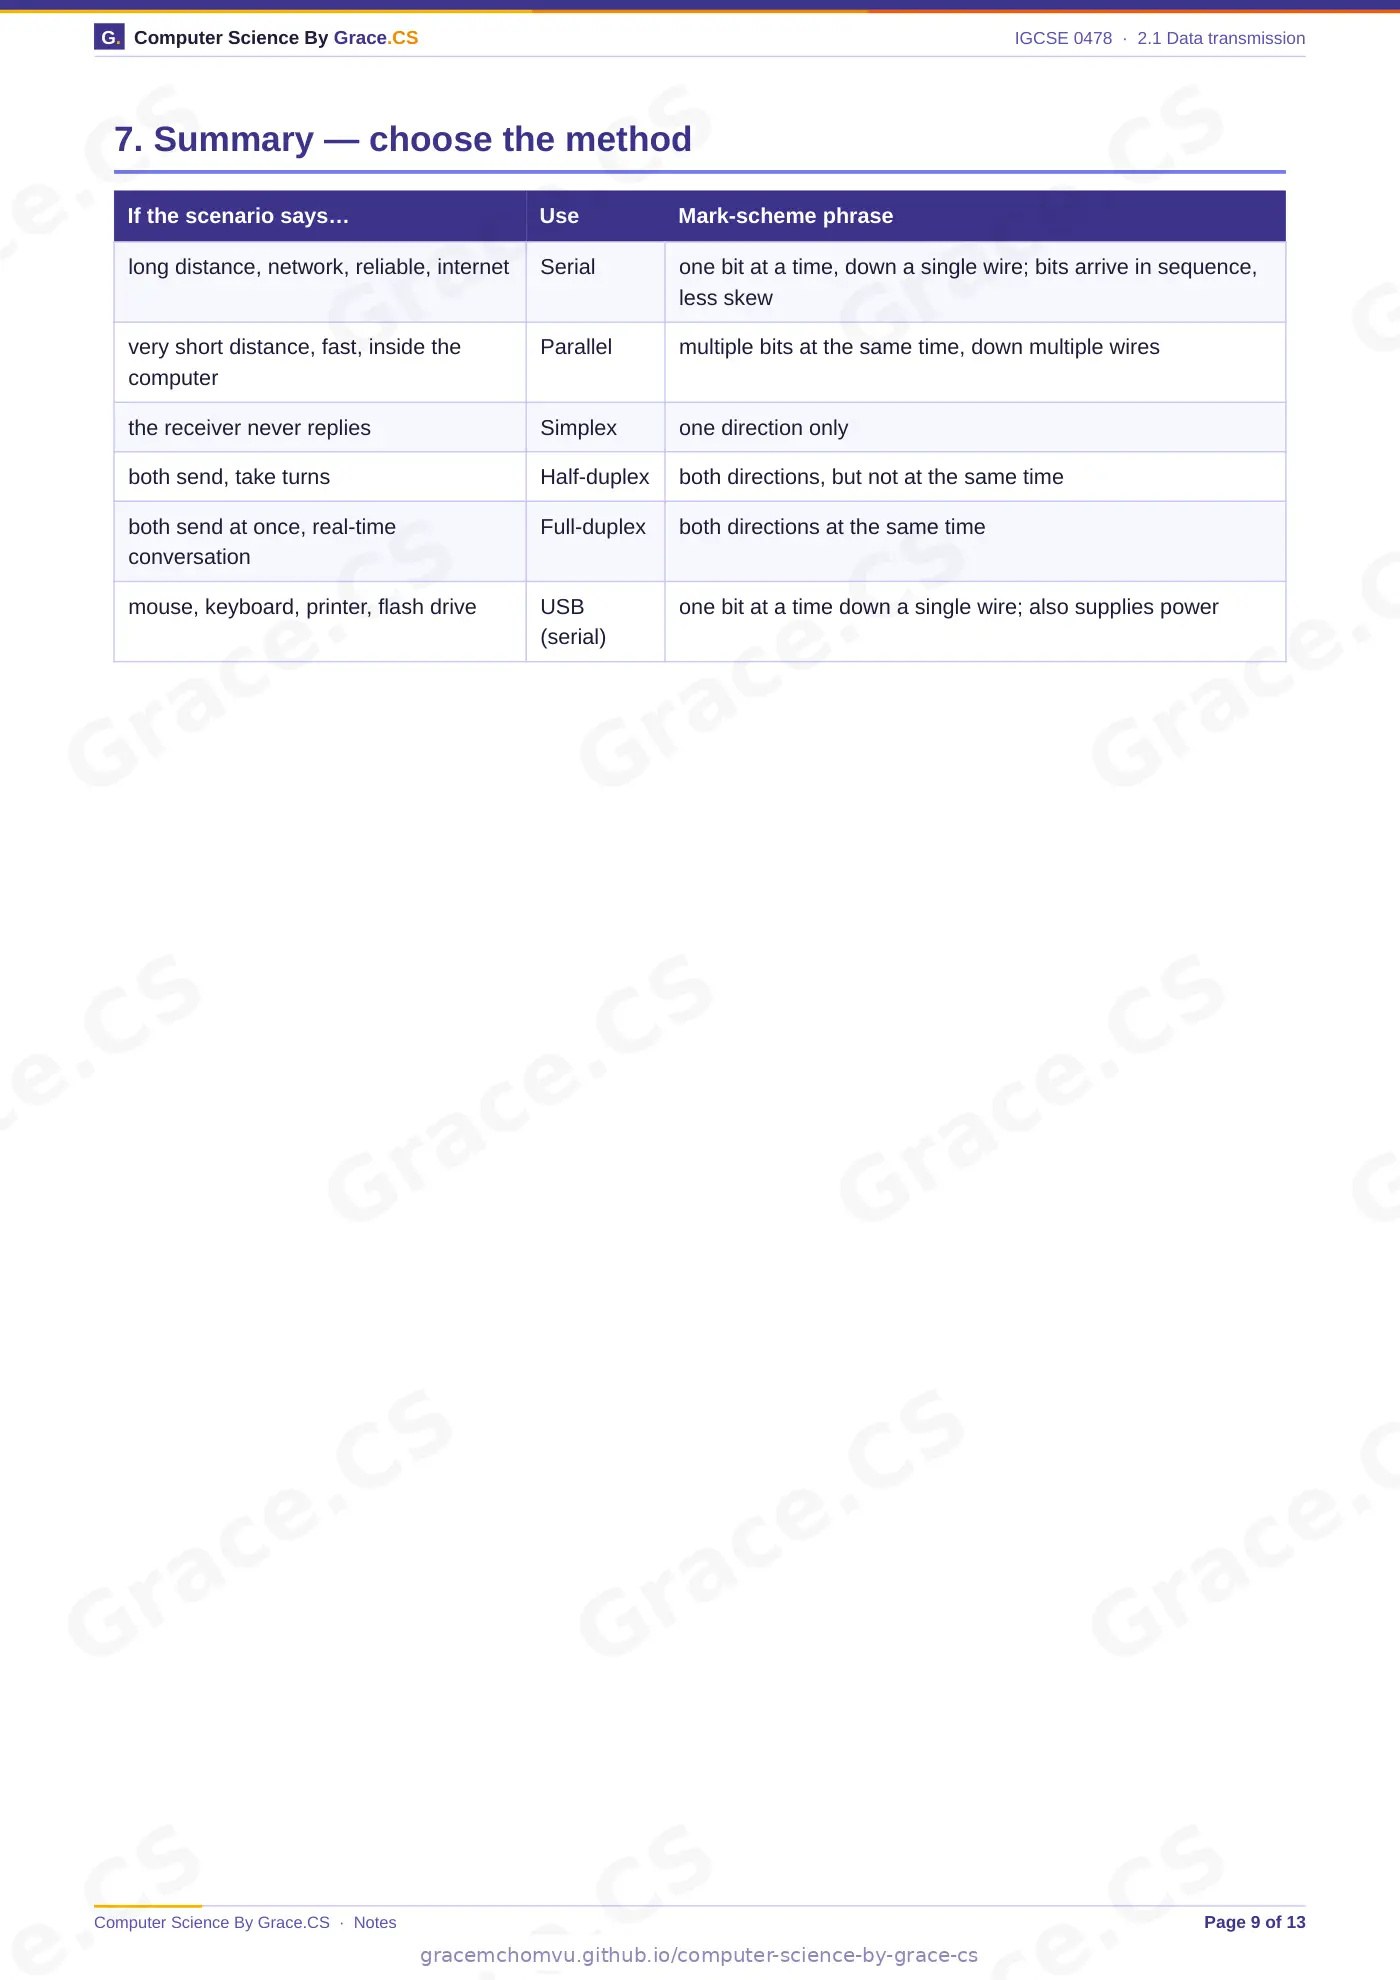 G. Computer Science By Grace.CS
IGCSE 0478 · 2.1 Data transmission
7. Summary — choose the method
If the scenario says… Use Mark-scheme phrase
long distance, network, reliable, internet Serial one bit at a time, down a single wire; bits arrive in sequence,
less skew
very short distance, fast, inside the Parallel multiple bits at the same time, down multiple wires
computer
the receiver never replies Simplex one direction only
both send, take turns Half-duplex both directions, but not at the same time
both send at once, real-time Full-duplex both directions at the same time
conversation
mouse, keyboard, printer, flash drive USB one bit at a time down a single wire; also supplies power
(serial)
Grace.CS
Computer Science By Grace.CS · Notes
Page 9 of 13
gracemchomvu.github.io/computer-science-by-grace-cs